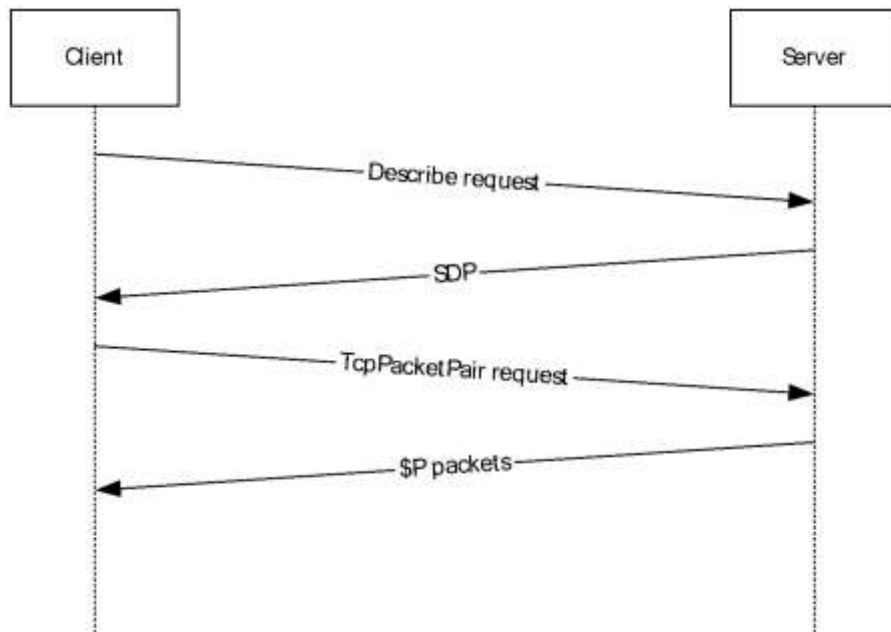 Client
Server
Describe request
SDP
TcpPacketPair request
$P packets